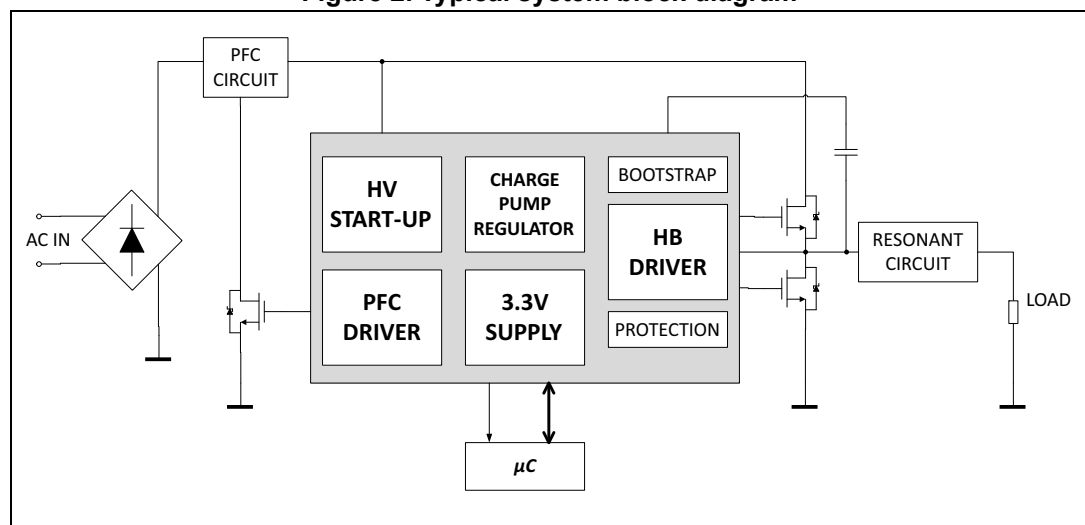 Figure 2. Typical system block diagram
PFC
CIRCUIT
HV
START-UP
CHARGE
PUMP
REGULATOR
BOOTSTRAP
AC IN
HB
DRIVER
RESONANT
CIRCUIT
PFC
DRIVER
3.3V
SUPPLY
LOAD
PROTECTION
μC